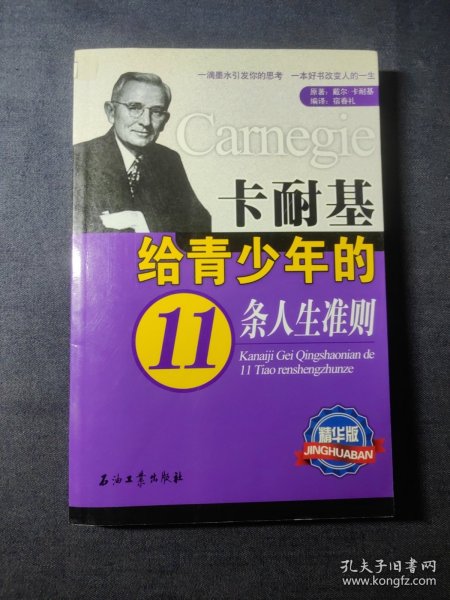 一滴墨水引发你的思考 一本好书改变人的一生
原著：戴尔 卡耐基
编译：宿春礼
Carnegie
卡耐基
给青少年的
11
条人生准则
Kanaiji Gei Qingshaonian de
11 Tiao renshengzhunze
精华版
JINGHUABAN
石油工业出版社
孔夫子旧书网
www.kongfz.com